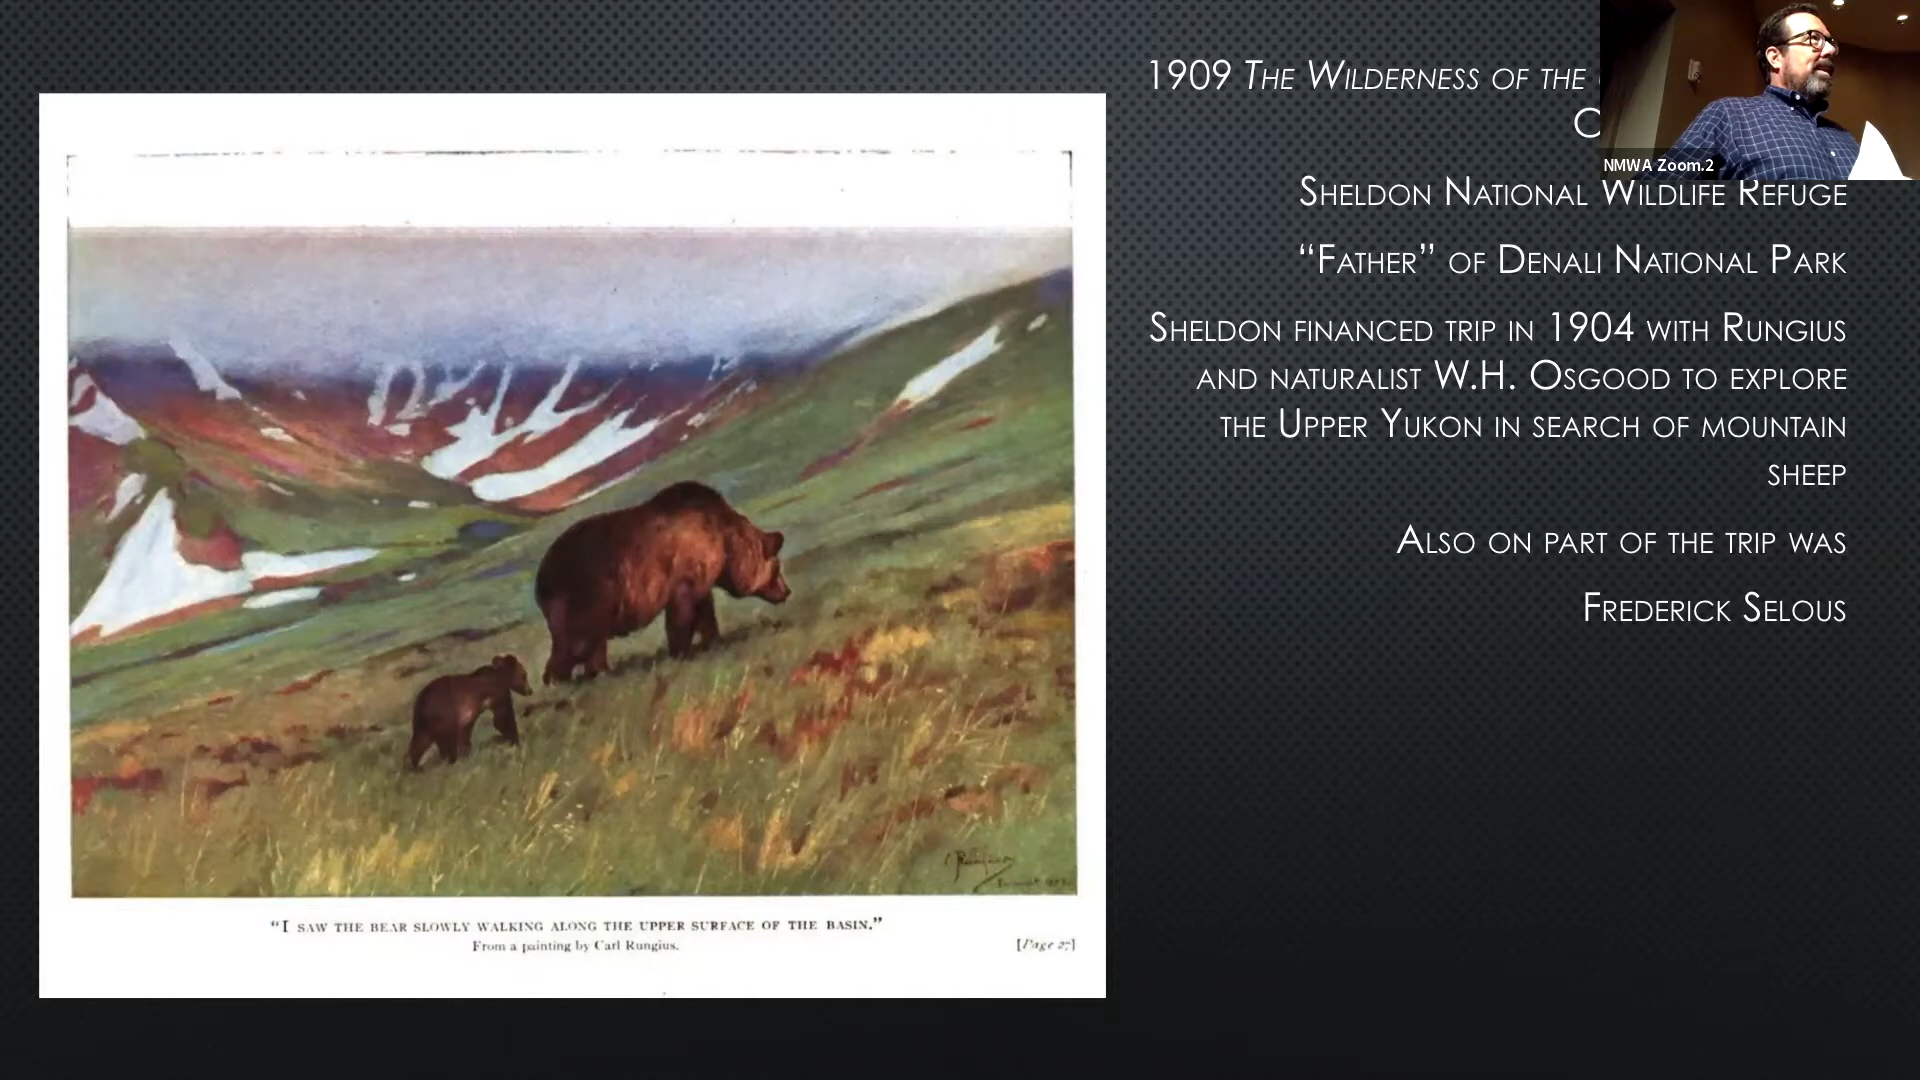 1909 The Wilderness of the
Sheldon National Wildlife Refuge
“Father” of Denali National Park
Sheldon financed trip in 1904 with Rungius
and naturalist W.H. Osgood to explore
the Upper Yukon in search of mountain
sheep
Also on part of the trip was
Frederick Selous
NMWA Zoom.2
C. Rungius
“I SAW THE BEAR SLOWLY WALKING ALONG THE UPPER SURFACE OF THE BASIN.”
From a painting by Carl Rungius.
[Page 27]